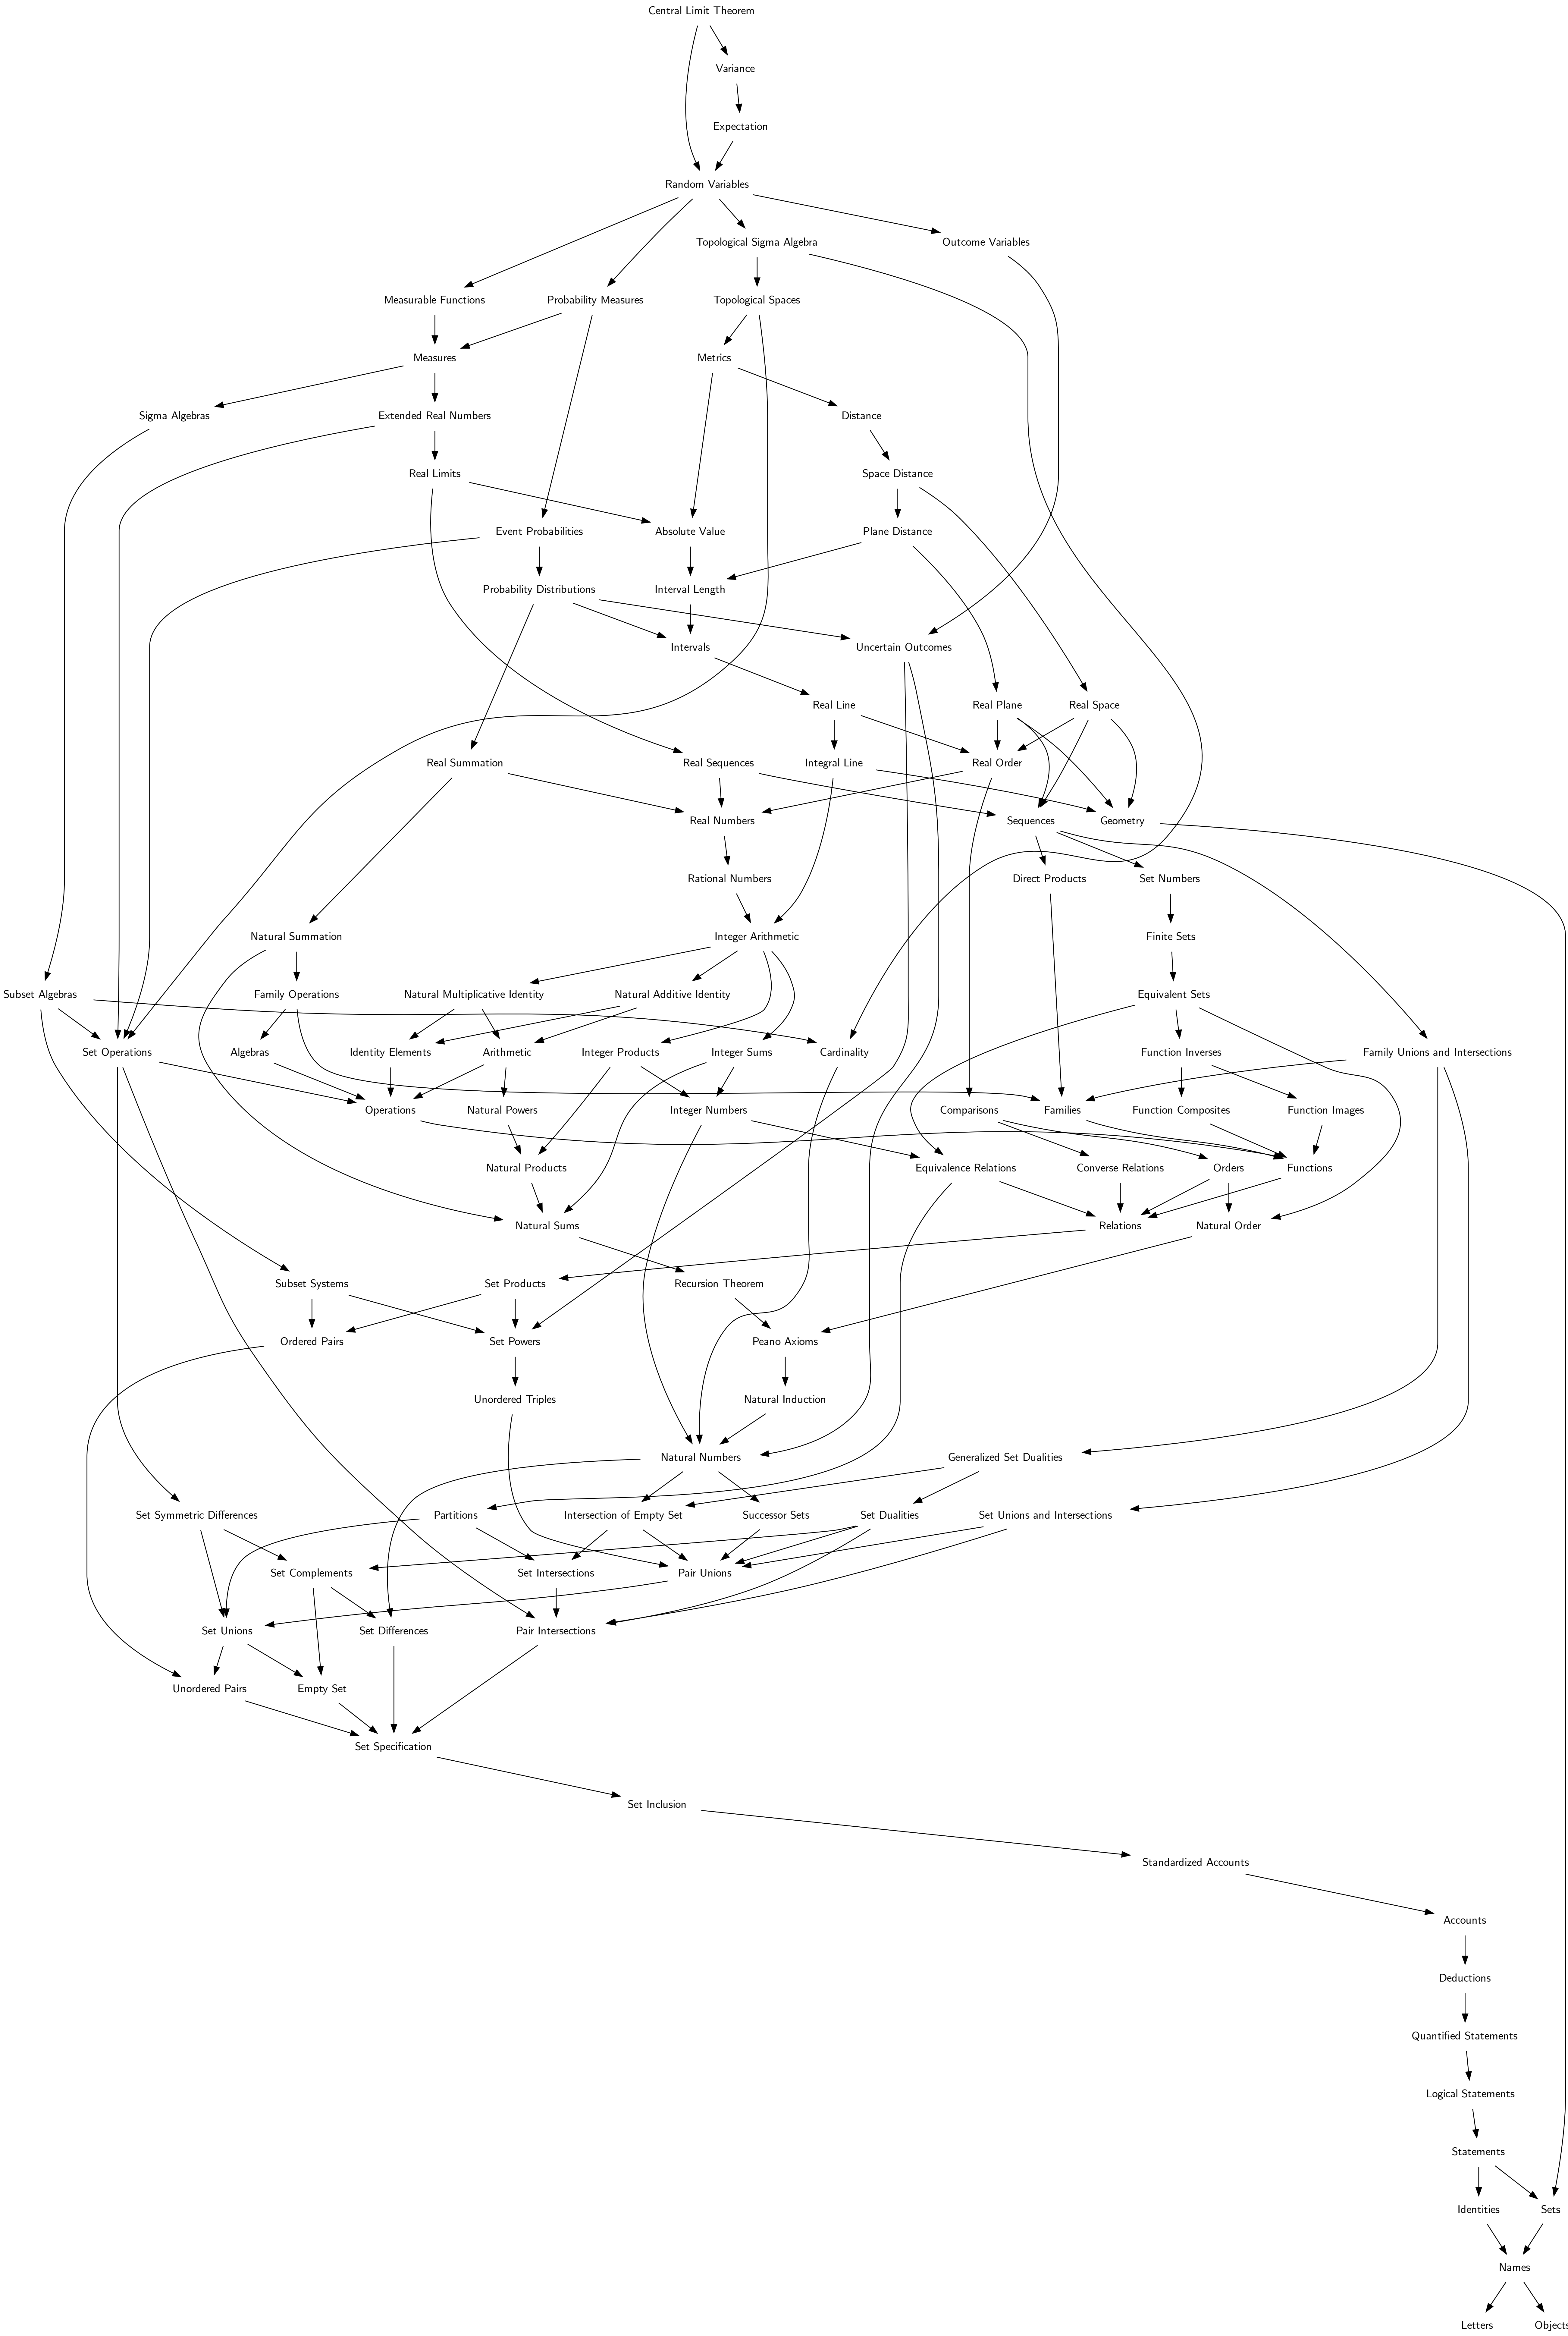 Central Limit Theorem
Variance
Expectation
Random Variables
Topological Sigma Algebra
Outcome Variables
Measurable Functions
Probability Measures
Topological Spaces
Measures
Metrics
Sigma Algebras
Extended Real Numbers
Distance
Real Limits
Space Distance
Event Probabilities
Absolute Value
Plane Distance
Probability Distributions
Interval Length
Intervals
Uncertain Outcomes
Real Line
Real Plane
Real Space
Real Summation
Real Sequences
Integral Line
Real Order
Real Numbers
Sequences
Geometry
Rational Numbers
Direct Products
Set Numbers
Natural Summation
Integer Arithmetic
Finite Sets
Subset Algebras
Family Operations
Natural Multiplicative Identity
Natural Additive Identity
Equivalent Sets
Set Operations
Algebras
Identity Elements
Arithmetic
Integer Products
Integer Sums
Cardinality
Function Inverses
Family Unions and Intersections
Operations
Natural Powers
Integer Numbers
Comparisons
Families
Function Composites
Function Images
Natural Products
Equivalence Relations
Converse Relations
Orders
Functions
Natural Sums
Relations
Natural Order
Subset Systems
Set Products
Recursion Theorem
Ordered Pairs
Set Powers
Peano Axioms
Unordered Triples
Natural Induction
Natural Numbers
Generalized Set Dualities
Set Symmetric Differences
Partitions
Intersection of Empty Set
Successor Sets
Set Dualities
Set Unions and Intersections
Set Complements
Set Intersections
Pair Unions
Set Unions
Set Differences
Pair Intersections
Unordered Pairs
Empty Set
Set Specification
Set Inclusion
Standardized Accounts
Accounts
Deductions
Quantified Statements
Logical Statements
Statements
Identities
Sets
Names
Letters
Objects